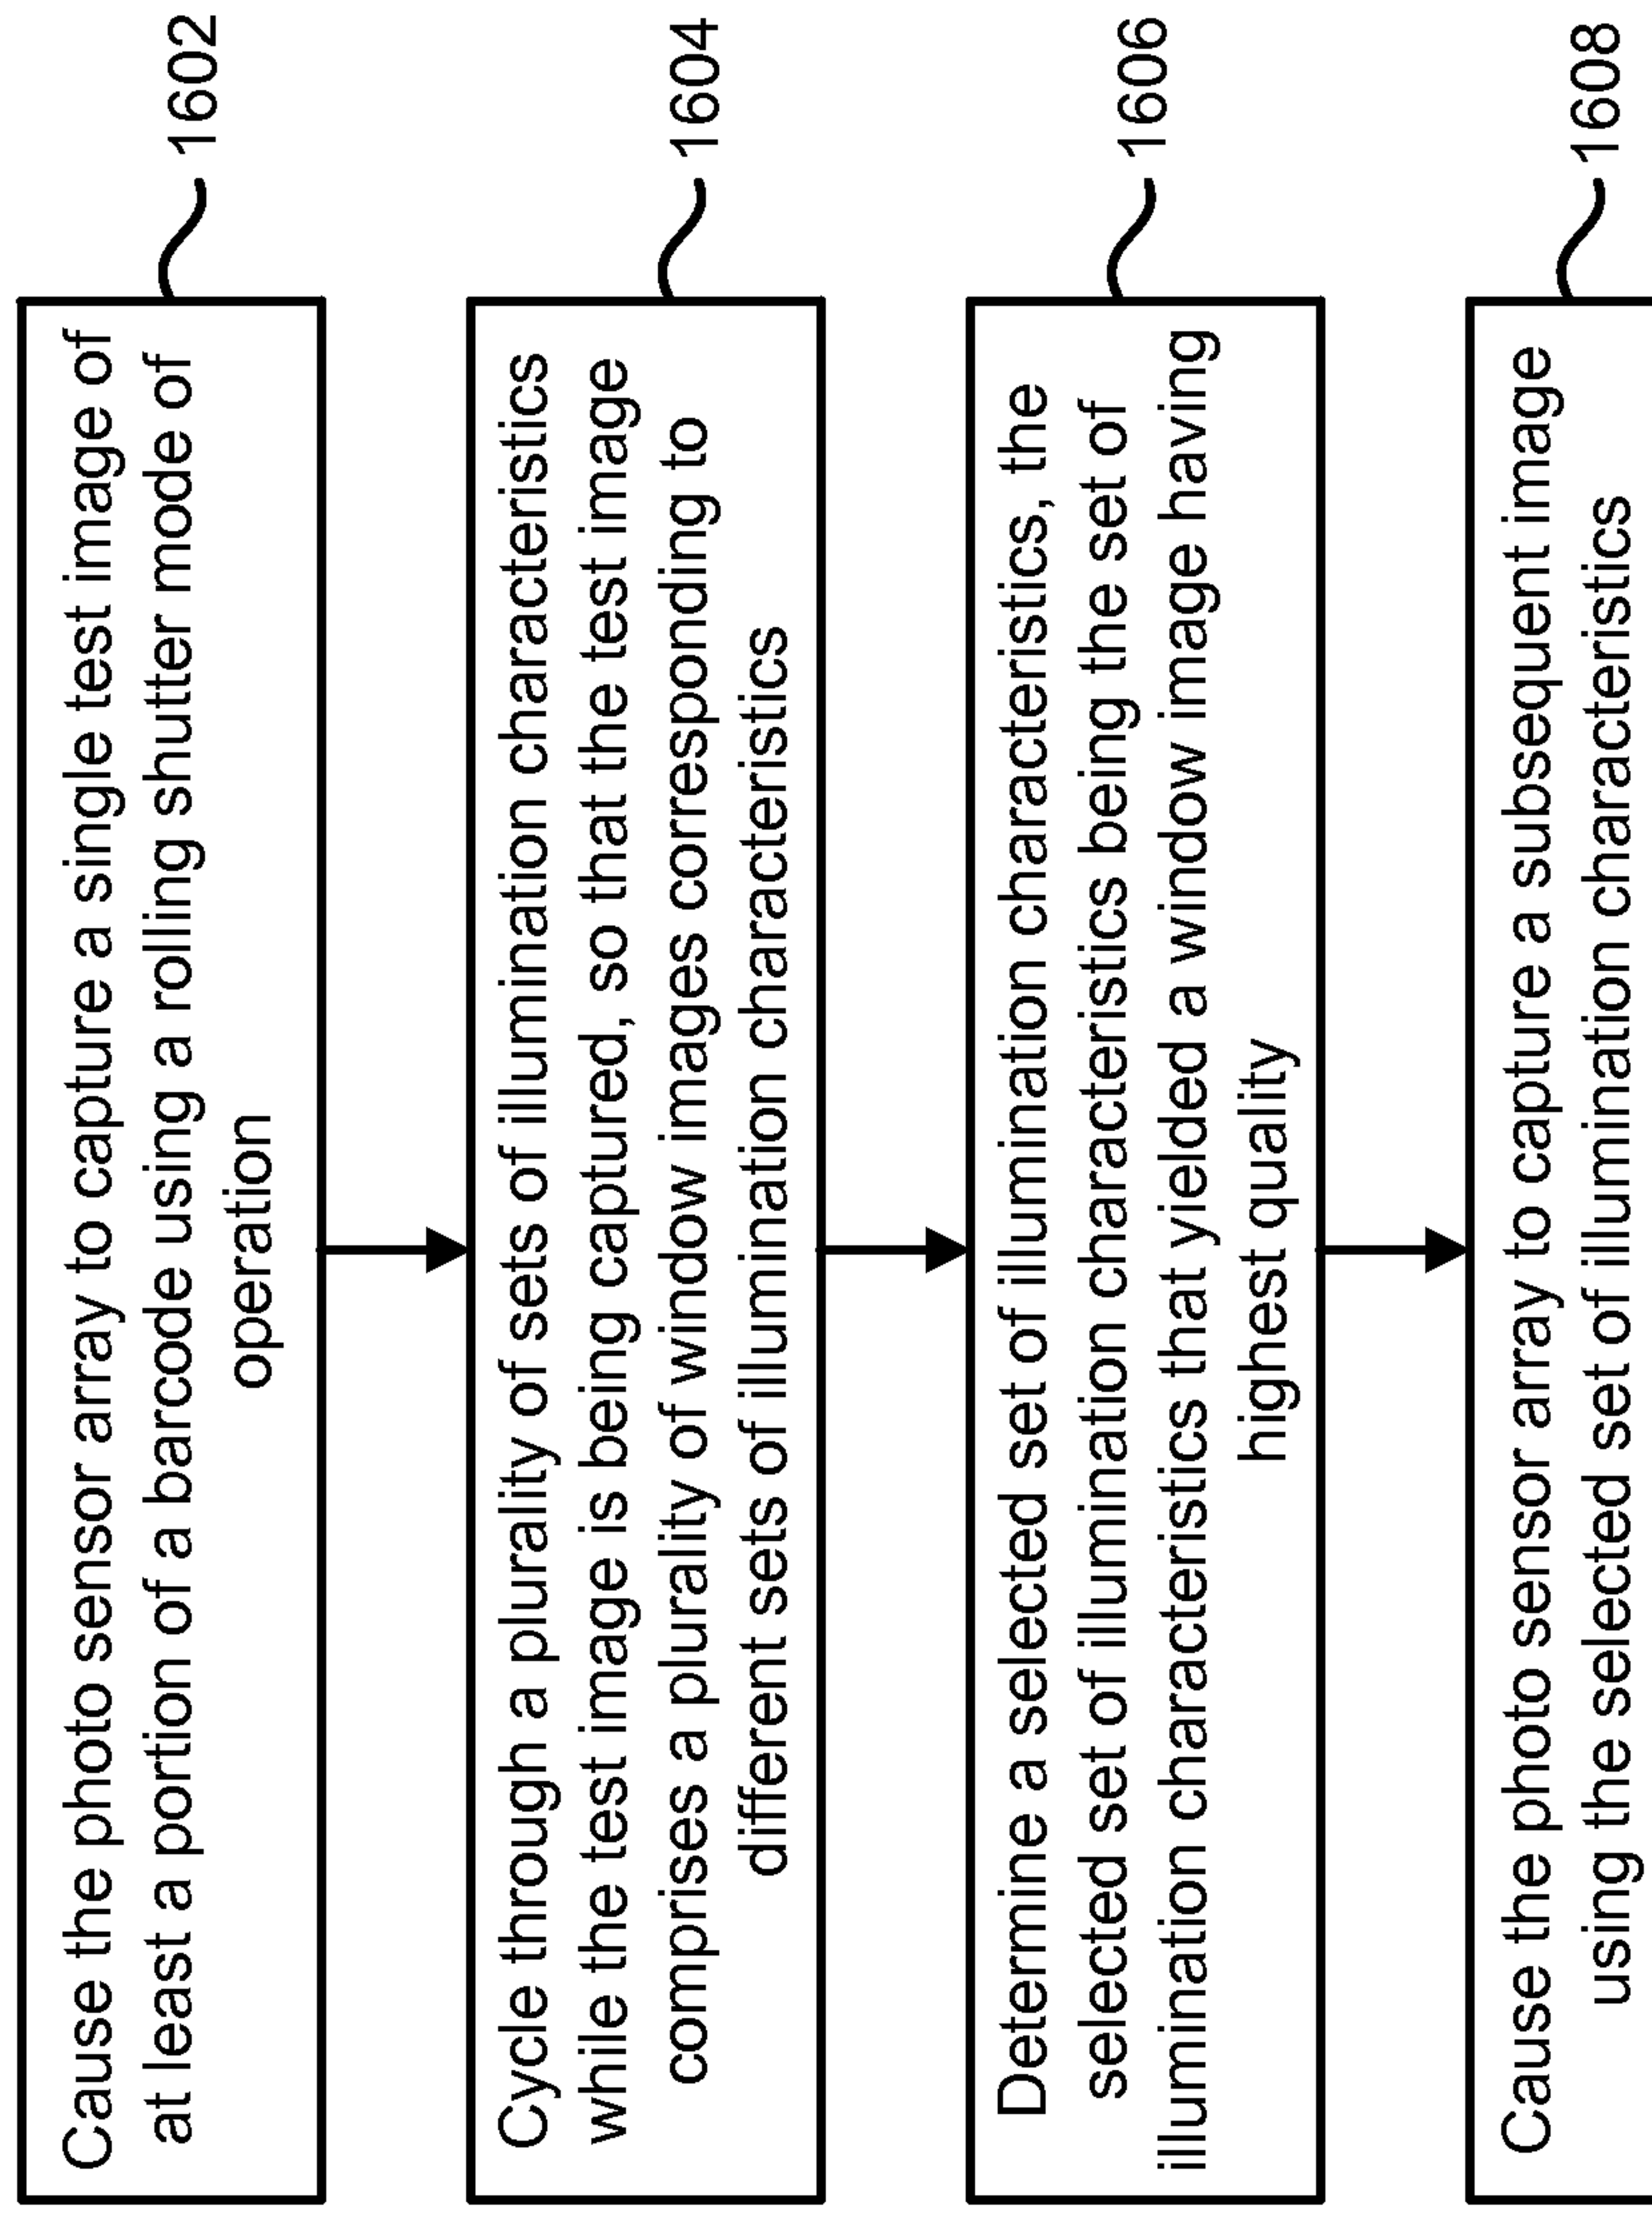 Cause the photo sensor array to capture a single test image of
at least a portion of a barcode using a rolling shutter mode of
operation
1602
Cycle through a plurality of sets of illumination characteristics
while the test image is being captured, so that the test image
comprises a plurality of window images corresponding to
different sets of illumination characteristics
1604
Determine a selected set of illumination characteristics, the
selected set of illumination characteristics being the set of
illumination characteristics that yielded a window image having
highest quality
1606
Cause the photo sensor array to capture a subsequent image
using the selected set of illumination characteristics
1608